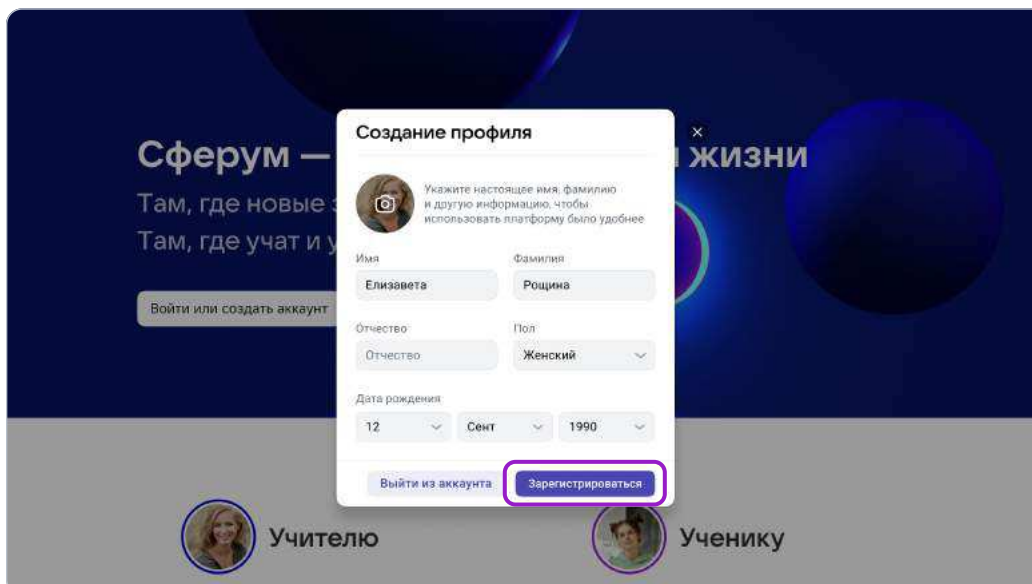 Создание профиля
Сферум —
жизни
Укажите настоящее имя, фамилию
и другую информацию, чтобы
использовать платформу было удобнее
Там, где новые
Там, где учат и у
Имя
Фамилия
Елизавета
Рощина
Войти или создать аккаунт
Отчество
Пол
Отчество
Женский
Дата рождения
12
Сент
1990
Выйти из аккаунта
Зарегистрироваться
Учителю
Ученику